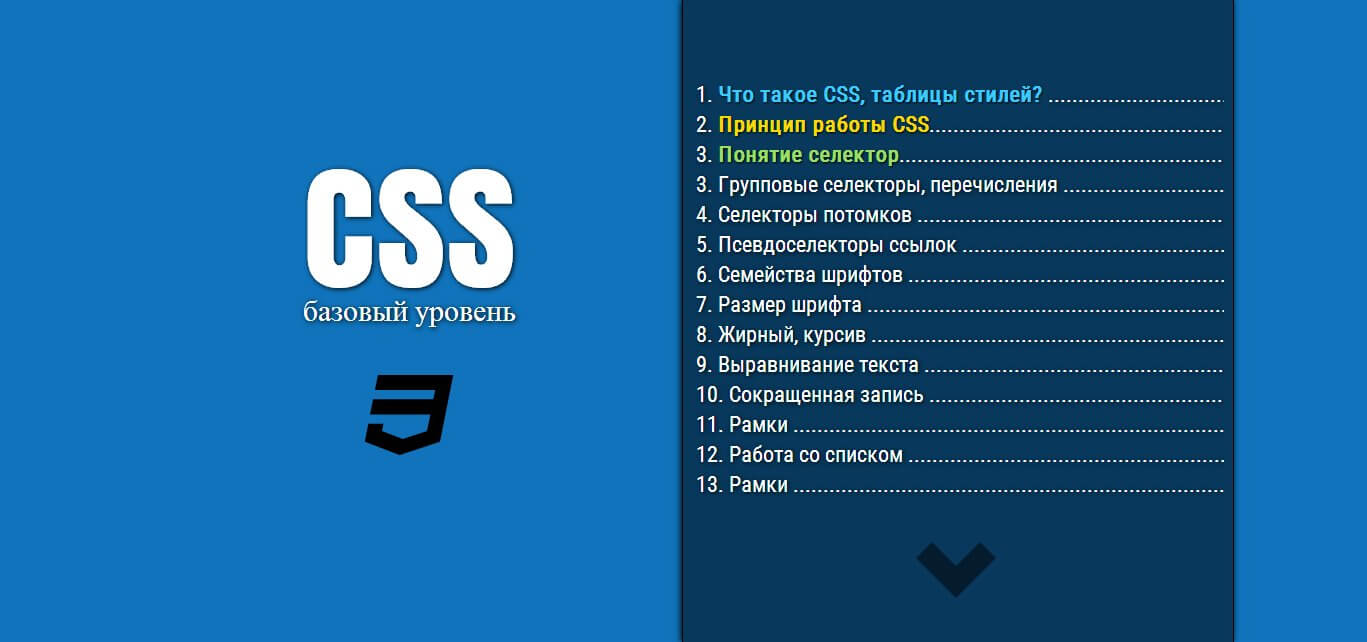 CSS
базовый уровень
1. Что такое CSS, таблицы стилей? ..............................
2. Принцип работы CSS..................................................
3. Понятие селектор.......................................................
3. Групповые селекторы, перечисления ...........................
4. Селекторы потомков ....................................................
5. Псевдоселекторы ссылок .............................................
6. Семейства шрифтов ......................................................
7. Размер шрифта .............................................................
8. Жирный, курсив ............................................................
9. Выравнивание текста ...................................................
10. Сокращенная запись ..................................................
11. Рамки .........................................................................
12. Работа со списком ......................................................
13. Рамки .........................................................................